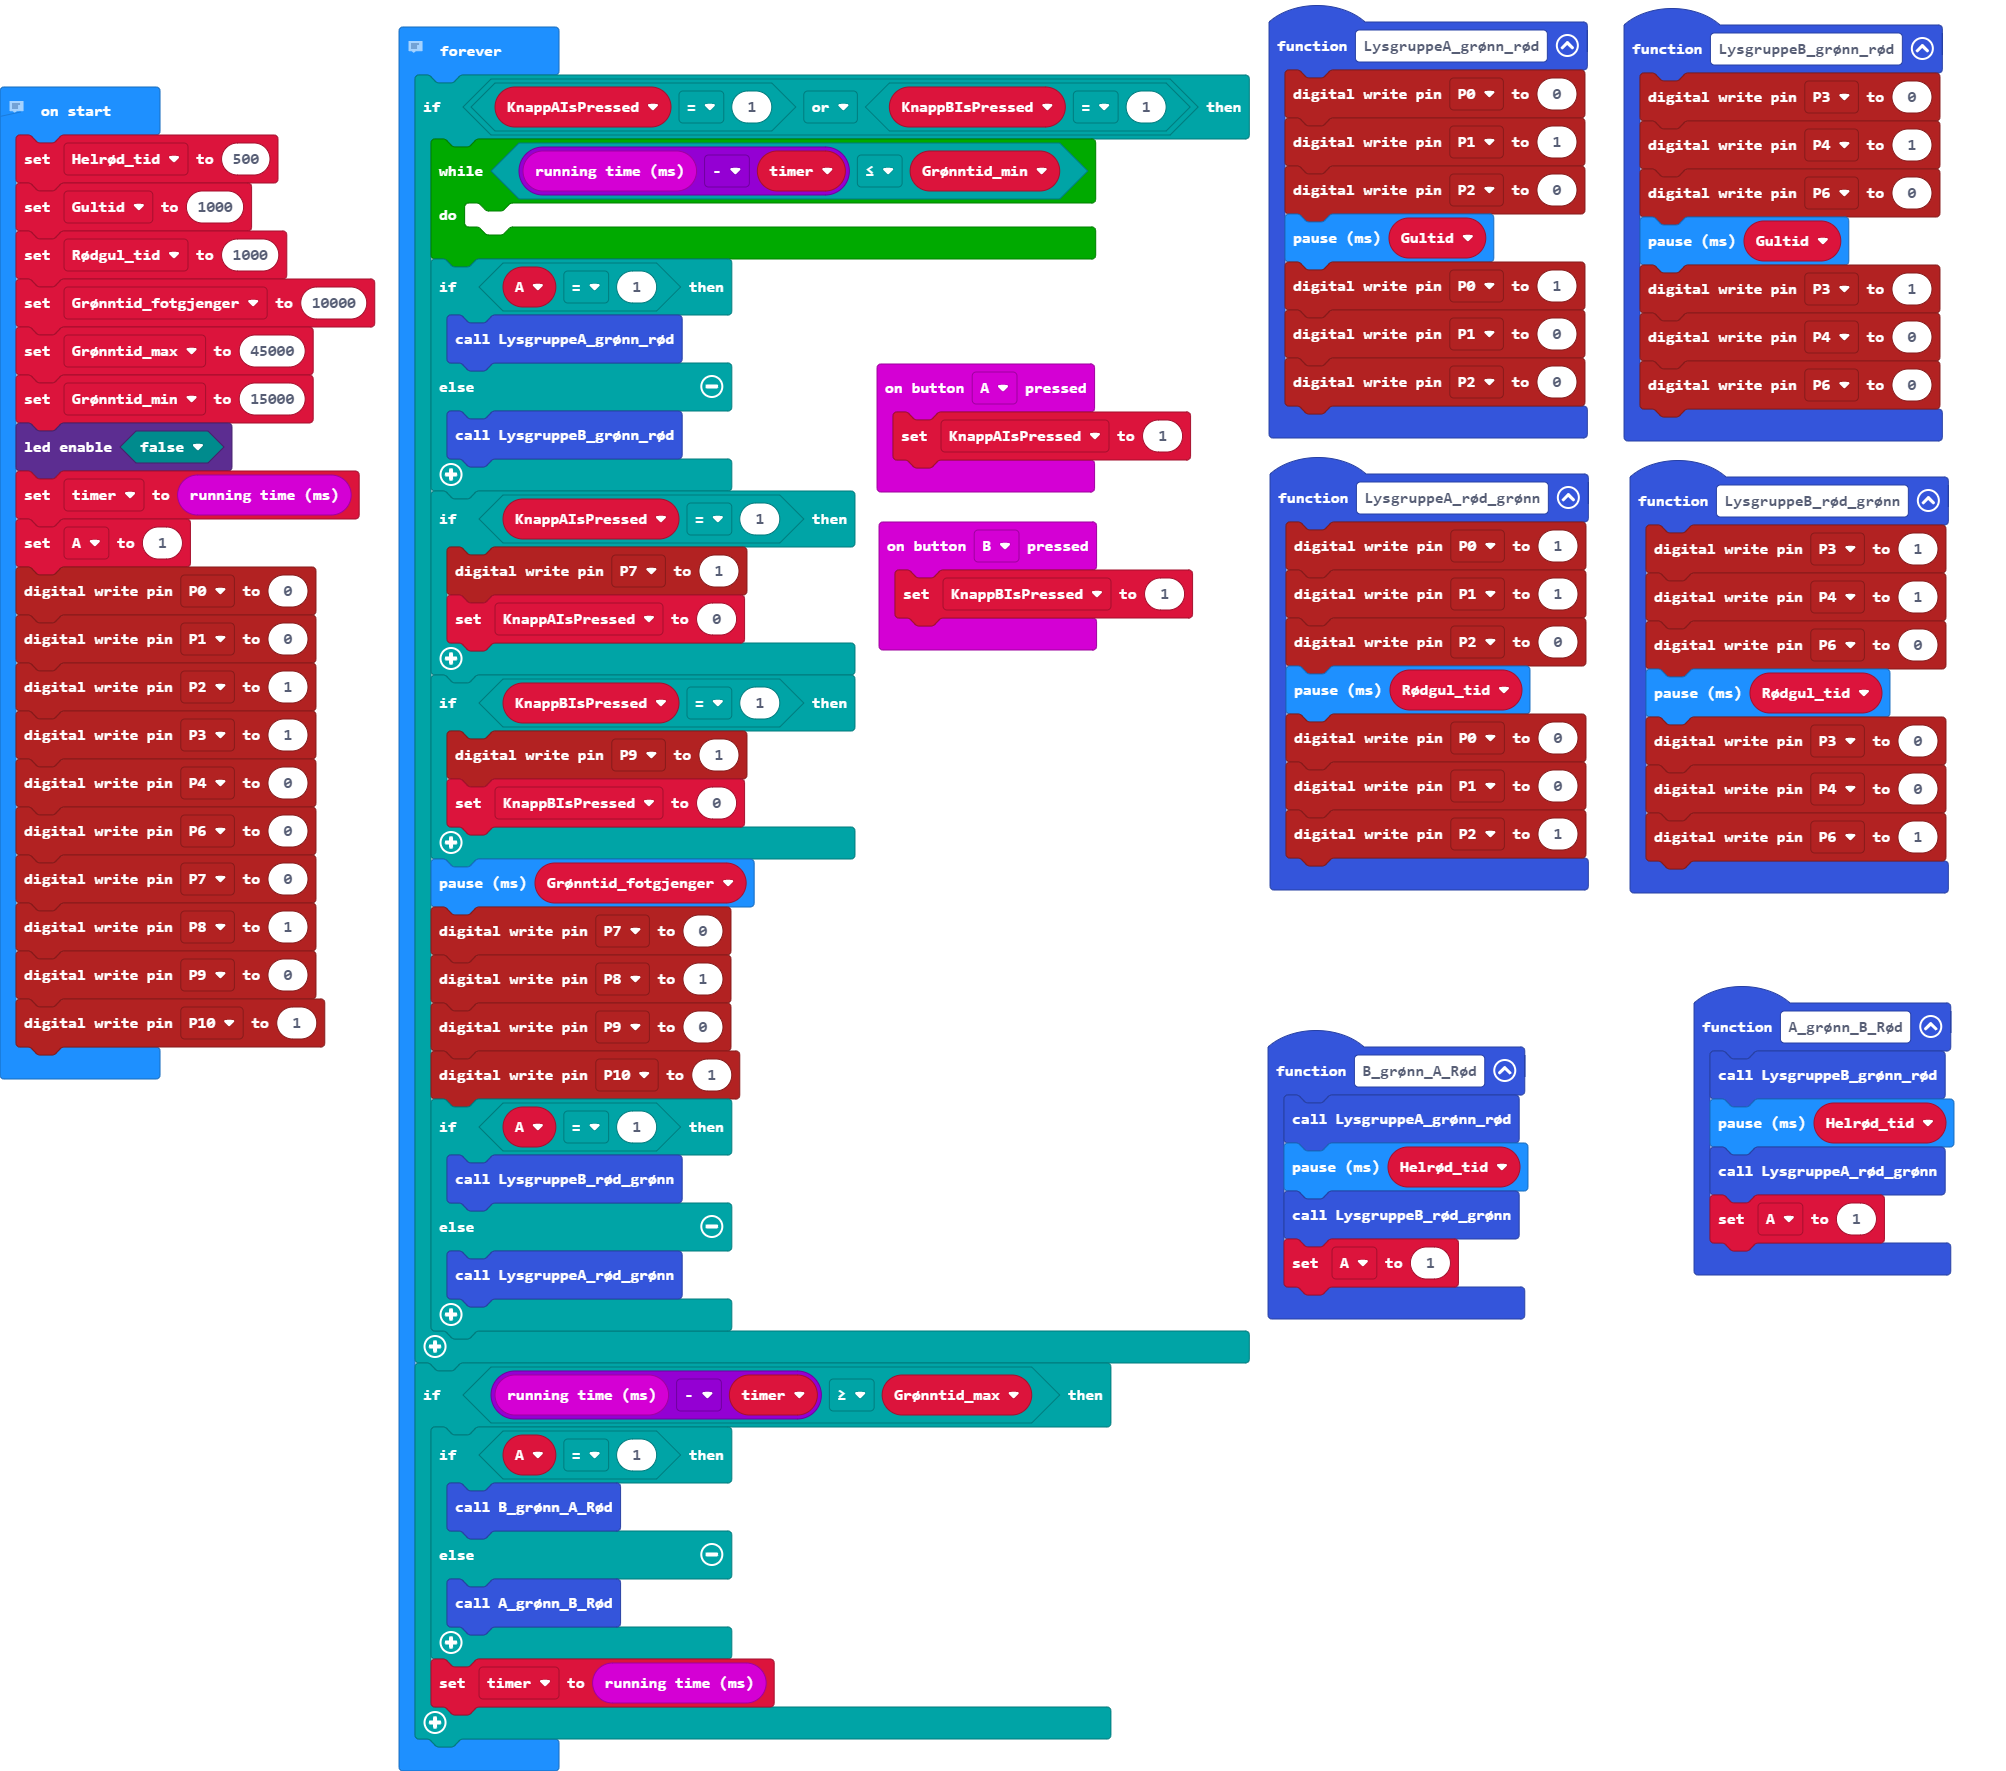 on start
set Helrød_tid to 500
set Gultid to 1000
set Rødgul_tid to 1000
set Grønntid_fotgjenger to 10000
set Grønntid_max to 45000
set Grønntid_min to 15000
led enable false
set timer to running time (ms)
set A to 1
digital write pin P0 to 0
digital write pin P1 to 0
digital write pin P2 to 1
digital write pin P3 to 1
digital write pin P4 to 0
digital write pin P6 to 0
digital write pin P7 to 0
digital write pin P8 to 1
digital write pin P9 to 0
digital write pin P10 to 1
forever
if KnappAIsPressed = 1 or KnappBIsPressed = 1 then
while running time (ms) - timer ≤ Grønntid_min
do
if A = 1 then
call LysgruppeA_grønn_rød
else
call LysgruppeB_grønn_rød
if KnappAIsPressed = 1 then
digital write pin P7 to 1
set KnappAIsPressed to 0
if KnappBIsPressed = 1 then
digital write pin P9 to 1
set KnappBIsPressed to 0
pause (ms) Grønntid_fotgjenger
digital write pin P7 to 0
digital write pin P8 to 1
digital write pin P9 to 0
digital write pin P10 to 1
if A = 1 then
call LysgruppeB_rød_grønn
else
call LysgruppeA_rød_grønn
if running time (ms) - timer ≥ Grønntid_max then
if A = 1 then
call B_grønn_A_Rød
else
call A_grønn_B_Rød
set timer to running time (ms)
on button A pressed
set KnappAIsPressed to 1
on button B pressed
set KnappBIsPressed to 1
function LysgruppeA_grønn_rød
digital write pin P0 to 0
digital write pin P1 to 1
digital write pin P2 to 0
pause (ms) Gultid
digital write pin P0 to 1
digital write pin P1 to 0
digital write pin P2 to 0
function LysgruppeB_grønn_rød
digital write pin P3 to 0
digital write pin P4 to 1
digital write pin P6 to 0
pause (ms) Gultid
digital write pin P3 to 1
digital write pin P4 to 0
digital write pin P6 to 0
function LysgruppeA_rød_grønn
digital write pin P0 to 1
digital write pin P1 to 1
digital write pin P2 to 0
pause (ms) Rødgul_tid
digital write pin P0 to 0
digital write pin P1 to 0
digital write pin P2 to 1
function LysgruppeB_rød_grønn
digital write pin P3 to 1
digital write pin P4 to 1
digital write pin P6 to 0
pause (ms) Rødgul_tid
digital write pin P3 to 0
digital write pin P4 to 0
digital write pin P6 to 1
function B_grønn_A_Rød
call LysgruppeA_grønn_rød
pause (ms) Helrød_tid
call LysgruppeB_rød_grønn
set A to 1
function A_grønn_B_Rød
call LysgruppeB_grønn_rød
pause (ms) Helrød_tid
call LysgruppeA_rød_grønn
set A to 1